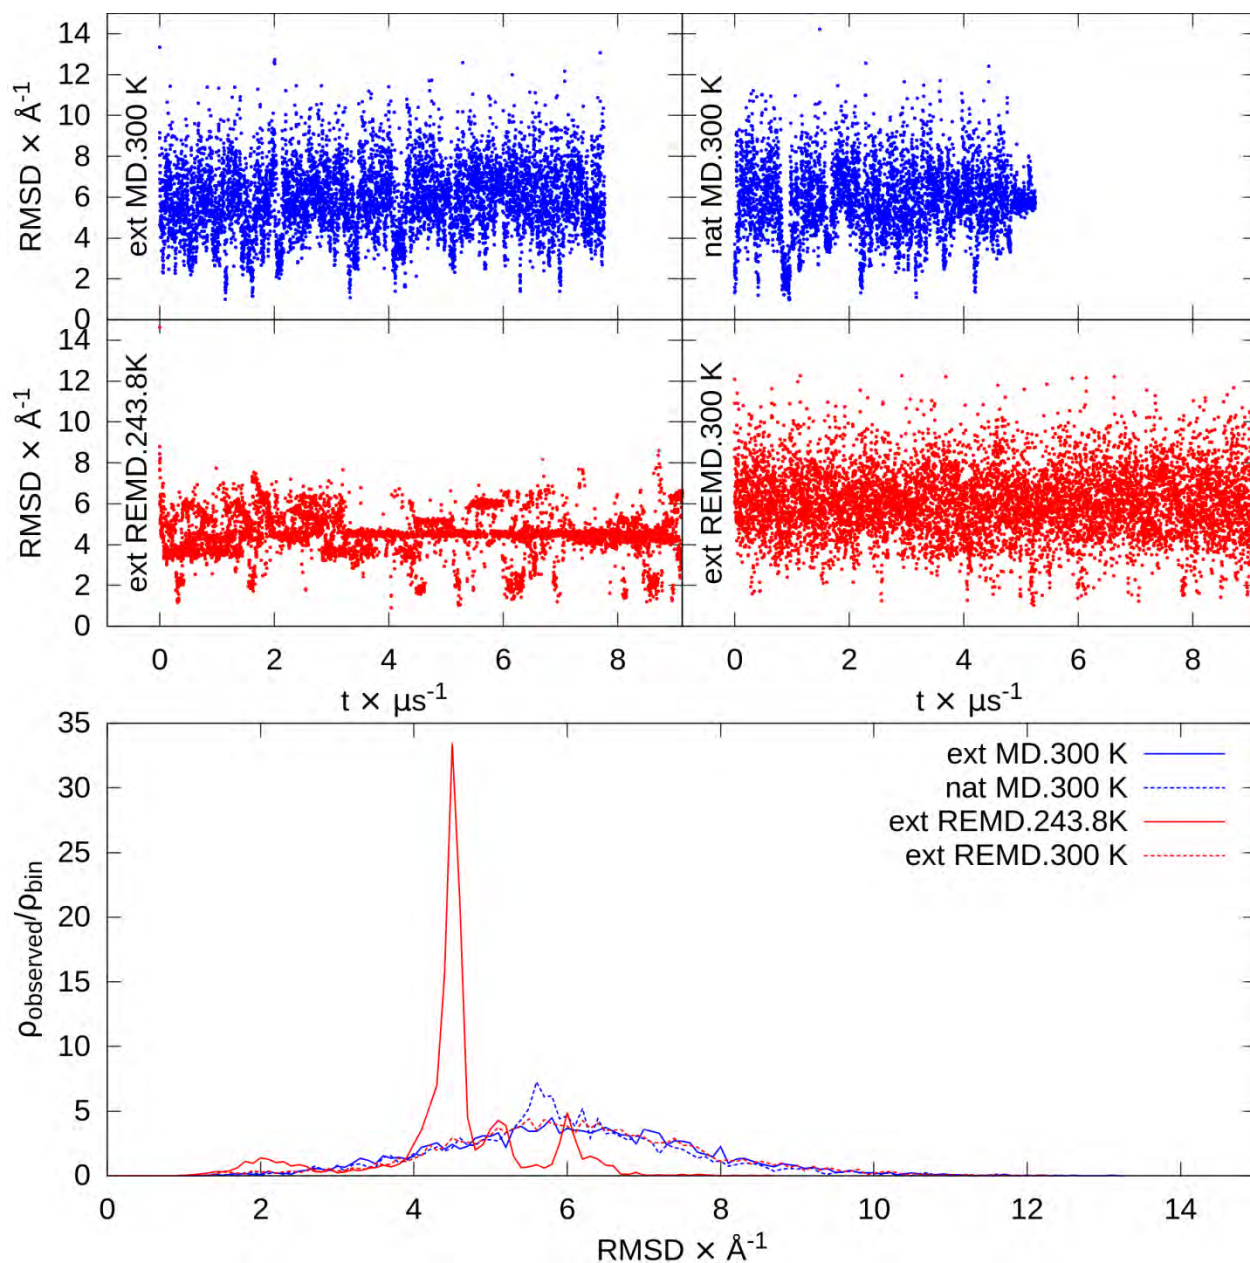 14
12
10
8
6
4
2
0
RMSD × Å⁻¹
ext MD.300 K
nat MD.300 K
14
12
10
8
6
4
2
0
RMSD × Å⁻¹
ext REMD.243.8K
ext REMD.300 K
0 2 4 6 8
0 2 4 6 8
t × µs⁻¹
t × µs⁻¹
35
30
25
20
15
10
5
0
ρobserved/ρbin
ext MD.300 K
nat MD.300 K
ext REMD.243.8K
ext REMD.300 K
0 2 4 6 8 10 12 14
RMSD × Å⁻¹